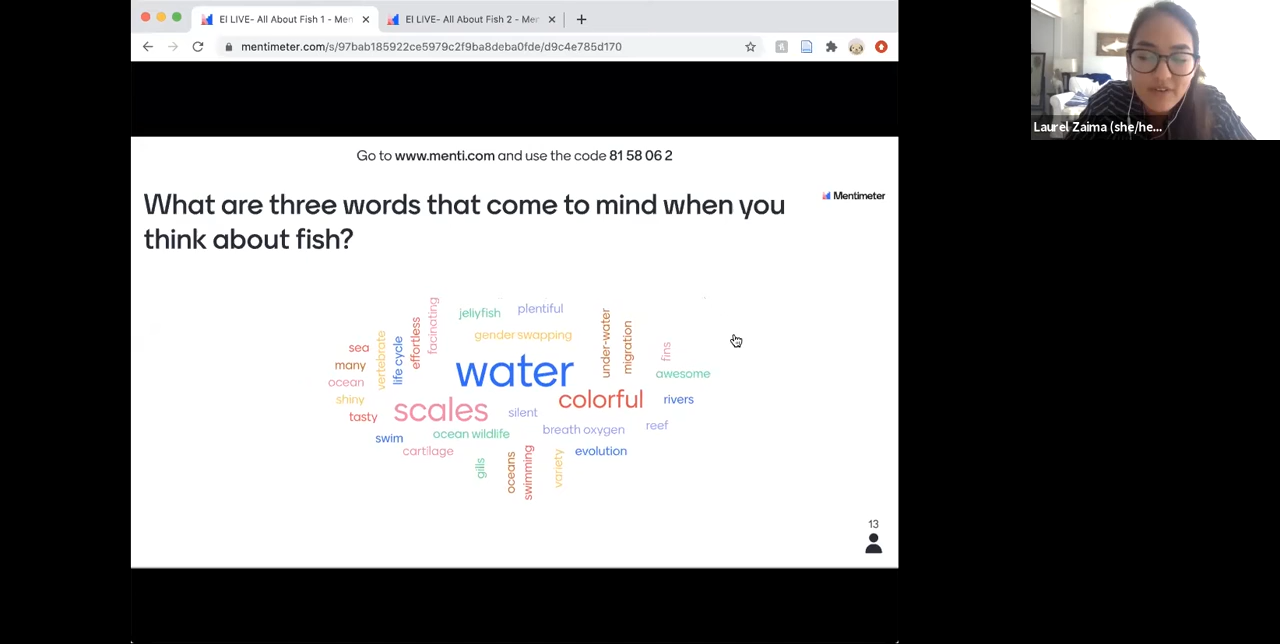 EI LIVE- All About Fish 1 - Men
EI LIVE- All About Fish 2 - Men
mentimeter.com/s/97bab185922ce5979c2f9ba8deba0fde/d9c4e785d170
Laurel Zaima (she/he...
Go to www.menti.com and use the code 81 58 06 2
What are three words that come to mind when you
think about fish?
Mentimeter
facinating
jellyfish
plentiful
under-water
migration
effortless
gender swapping
sea
vertebrate
life cycle
fins
many
water
awesome
ocean
shiny
colorful
rivers
tasty
scales
silent
swim
ocean wildlife
breath oxygen
reef
cartilage
evolution
gills
oceans
swimming
variety
13